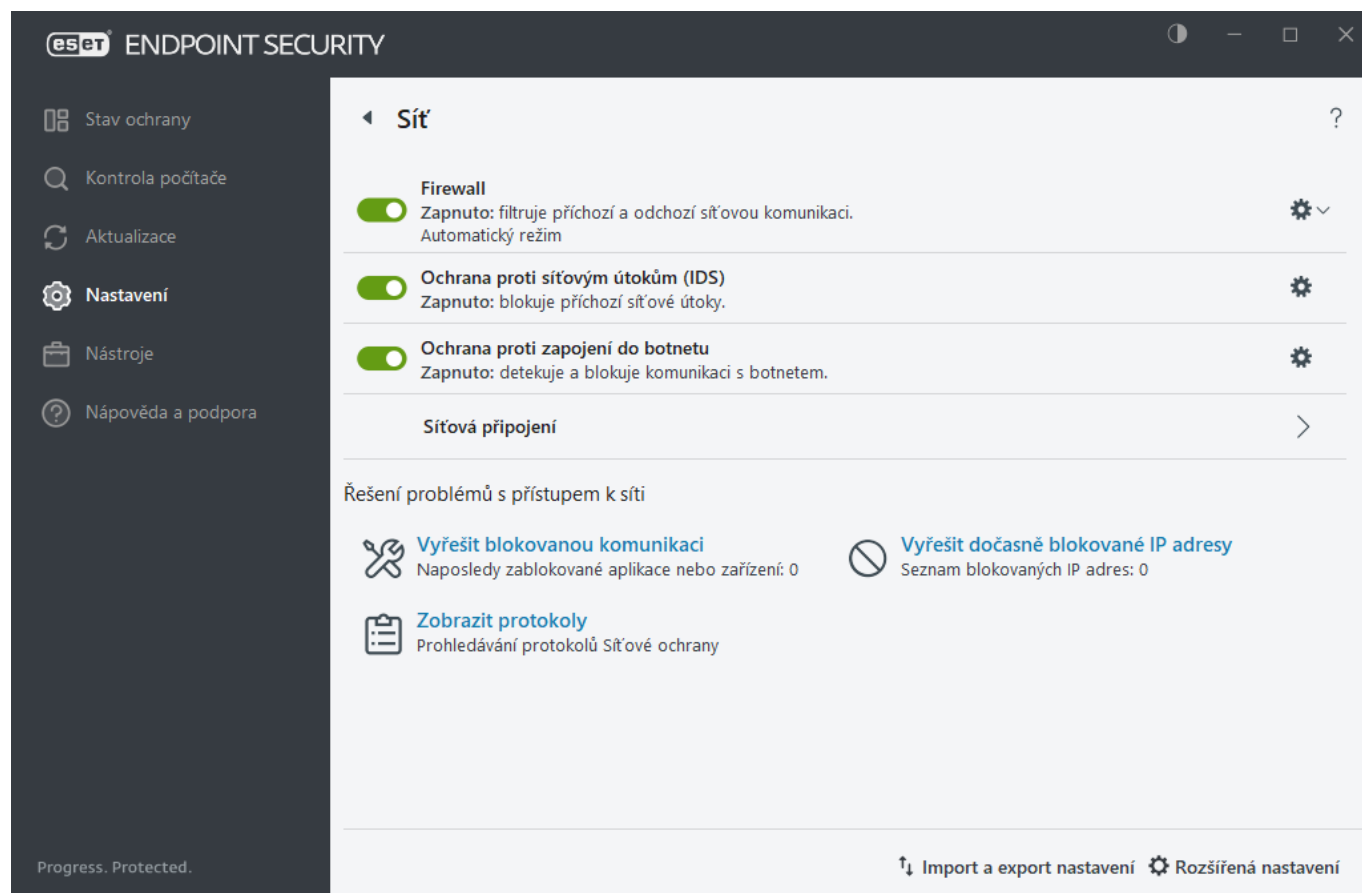 eset ENDPOINT SECURITY
Stav ochrany
Kontrola počítače
Aktualizace
Nastavení
Nástroje
Nápověda a podpora
Progress. Protected.
Síť
?
Firewall
Zapnuto: filtruje příchozí a odchozí síťovou komunikaci.
Automatický režim
Ochrana proti síťovým útokům (IDS)
Zapnuto: blokuje příchozí síťové útoky.
Ochrana proti zapojení do botnetu
Zapnuto: detekuje a blokuje komunikaci s botnetem.
Síťová připojení
Řešení problémů s přístupem k síti
Vyřešit blokovanou komunikaci
Naposledy zablokované aplikace nebo zařízení: 0
Vyřešit dočasně blokované IP adresy
Seznam blokovaných IP adres: 0
Zobrazit protokoly
Prohledávání protokolů Síťové ochrany
Import a export nastavení
Rozšířená nastavení